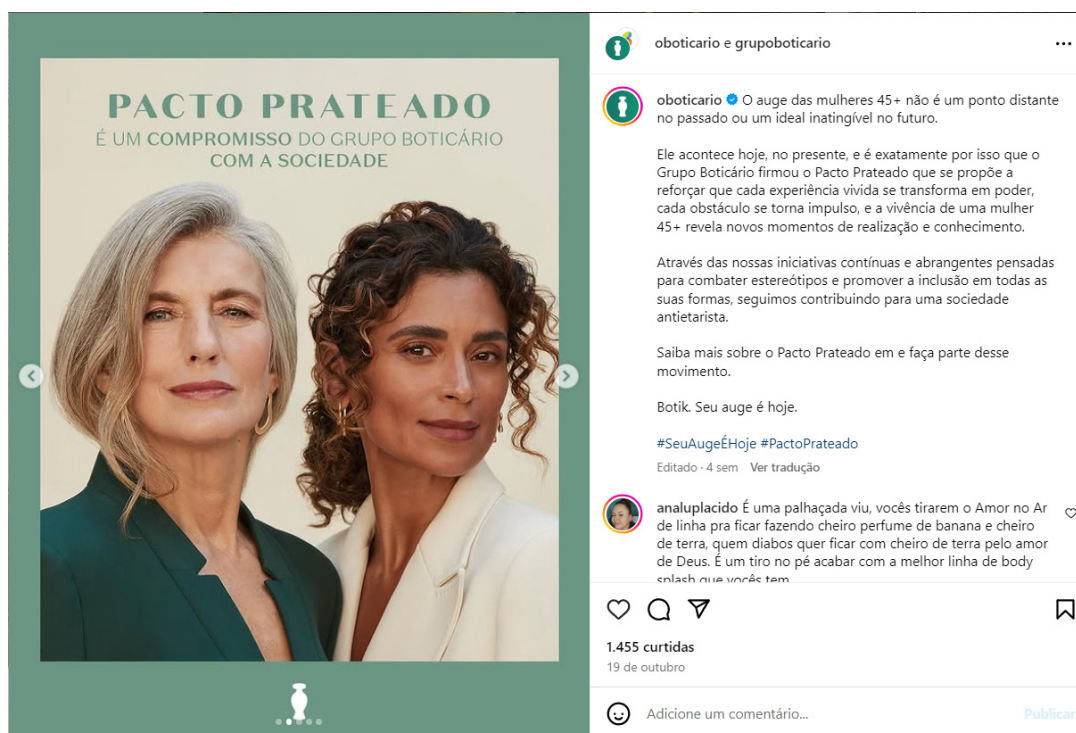 PACTO PRATEADO
É UM COMPROMISSO DO GRUPO BOTICÁRIO
COM A SOCIEDADE
oboticario e grupoboticario
oboticario O auge das mulheres 45+ não é um ponto distante
no passado ou um ideal inatingível no futuro.
Ele acontece hoje, no presente, e é exatamente por isso que o
Grupo Boticário firmou o Pacto Prateado que se propõe a
reforçar que cada experiência vivida se transforma em poder,
cada obstáculo se torna impulso, e a vivência de uma mulher
45+ revela novos momentos de realização e conhecimento.
Através das nossas iniciativas contínuas e abrangentes pensadas
para combater estereótipos e promover a inclusão em todas as
suas formas, seguimos contribuindo para uma sociedade
antietarista.
Saiba mais sobre o Pacto Prateado em e faça parte desse
movimento.
Botik. Seu auge é hoje.
#SeuAugeÉHoje #PactoPrateado
Editado · 4 sem Ver tradução
analuplacido É uma palhaçada viu, vocês tirarem o Amor no Ar
de linha pra ficar fazendo cheiro perfume de banana e cheiro
de terra, quem diabos quer ficar com cheiro de terra pelo amor
de Deus. É um tiro no pé acabar com a melhor linha de body
splash que vocês tem
1.455 curtidas
19 de outubro
Adicione um comentário...
Publicar